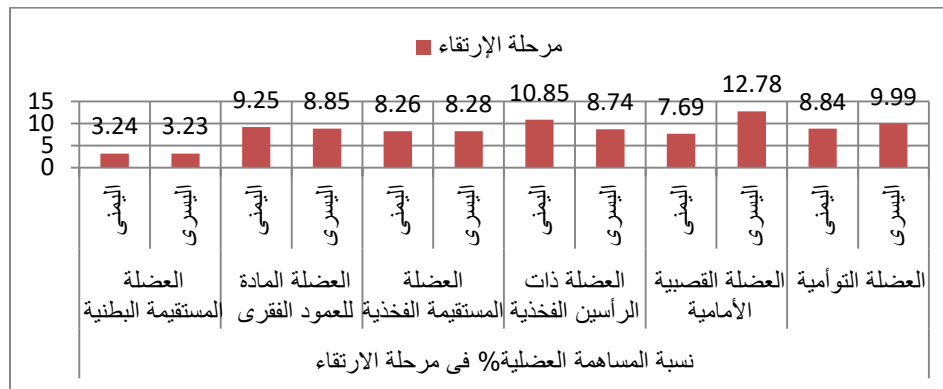 مرحلة الإرتقاء
15
10
5
0
3.24
3.23
9.25
8.85
8.26
8.28
10.85
8.74
7.69
12.78
8.84
9.99
اليمنى
اليسرى
اليمنى
اليسرى
اليمنى
اليسرى
اليمنى
اليسرى
اليمنى
اليسرى
اليمنى
اليسرى
العضلة
المستقيمة البطنية
العضلة المادة
للعمود الفقرى
العضلة
المستقيمة الفخذية
العضلة ذات
الرأسين الفخذية
العضلة القصبية
الأمامية
العضلة التوأمية
نسبة المساهمة العضلية% فى مرحلة الارتقاء